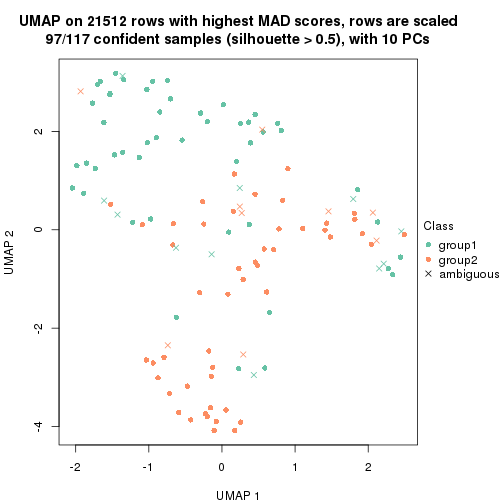 UMAP on 21512 rows with highest MAD scores, rows are scaled
97/117 confident samples (silhouette > 0.5), with 10 PCs
2
0
-2
-4
UMAP 2
-2 -1 0 1 2
UMAP 1
Class
group1
group2
ambiguous